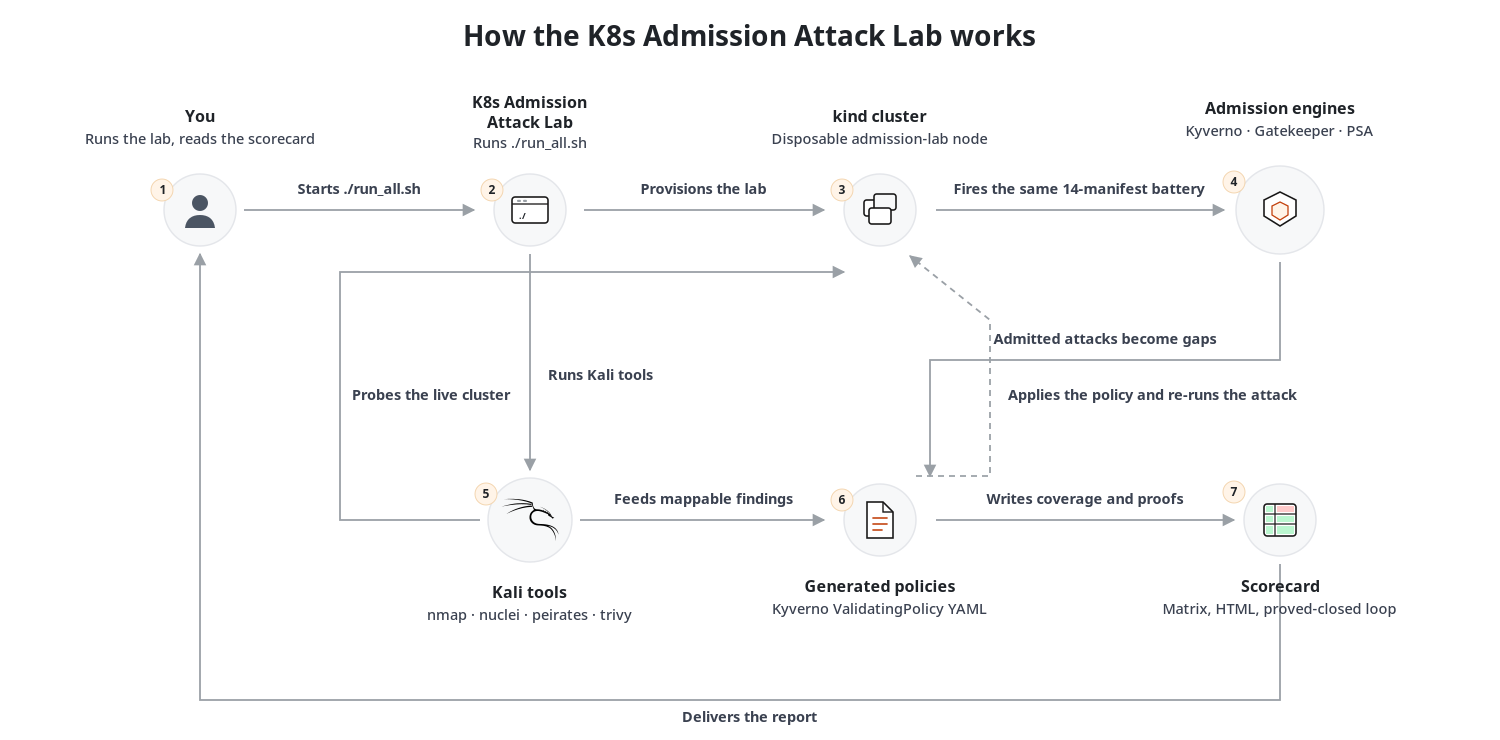 How the K8s Admission Attack Lab works
You
Runs the lab, reads the scorecard
K8s Admission
Attack Lab
Runs ./run_all.sh
kind cluster
Disposable admission-lab node
Admission engines
Kyverno · Gatekeeper · PSA
1
Starts ./run_all.sh
2
./
Provisions the lab
3
Fires the same 14-manifest battery
4
Admitted attacks become gaps
Runs Kali tools
Probes the live cluster
Applies the policy and re-runs the attack
5
Feeds mappable findings
6
Writes coverage and proofs
7
Kali tools
nmap · nuclei · peirates · trivy
Generated policies
Kyverno ValidatingPolicy YAML
Scorecard
Matrix, HTML, proved-closed loop
Delivers the report